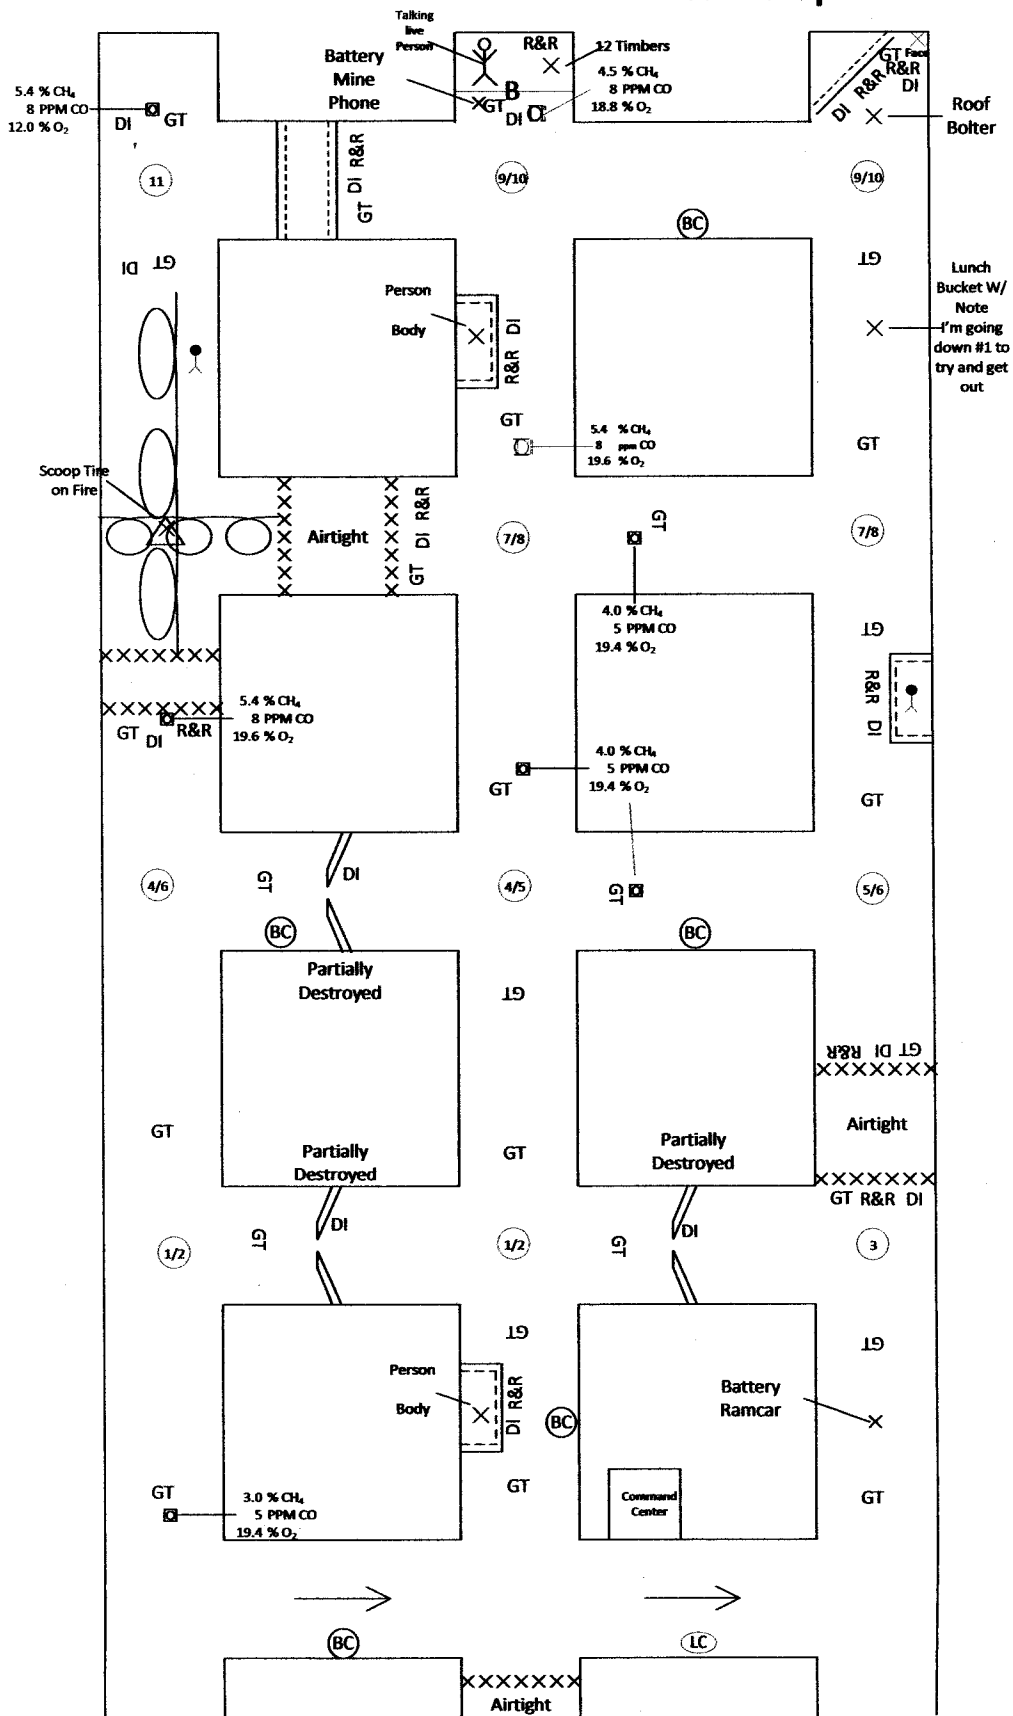 Talking
live
Person
R&R
12 Timbers
Battery
Mine
Phone
B
GT
DI
4.5 % CH₄
8 PPM CO
18.8 % O₂
GT Face
R&R
DI
DI R&R
Roof
Bolter
5.4 % CH₄
8 PPM CO
12.0 % O₂
DI
GT
11
GT DI R&R
9/10
9/10
BC
DI GT
GT
Lunch
Bucket W/
Note
I'm going
down #1 to
try and get
out
Person
Body
R&R DI
GT
5.4 % CH₄
8 ppm CO
19.6 % O₂
GT
Scoop Tire
on Fire
Airtight
GT DI R&R
7/8
GT
7/8
4.0 % CH₄
5 PPM CO
19.4 % O₂
GT
R&R DI
5.4 % CH₄
8 PPM CO
19.6 % O₂
GT DI R&R
4.0 % CH₄
5 PPM CO
19.4 % O₂
GT
GT
4/6
GT
DI
4/5
GT
5/6
BC
BC
Partially
Destroyed
GT
R&R DI GT
Airtight
GT
Partially
Destroyed
GT
Partially
Destroyed
GT R&R DI
1/2
GT
DI
1/2
GT
DI
3
GT
GT
Person
Body
DI R&R
BC
Battery
Ramcar
GT
3.0 % CH₄
5 PPM CO
19.4 % O₂
GT
Command
Center
GT
BC
LC
Airtight